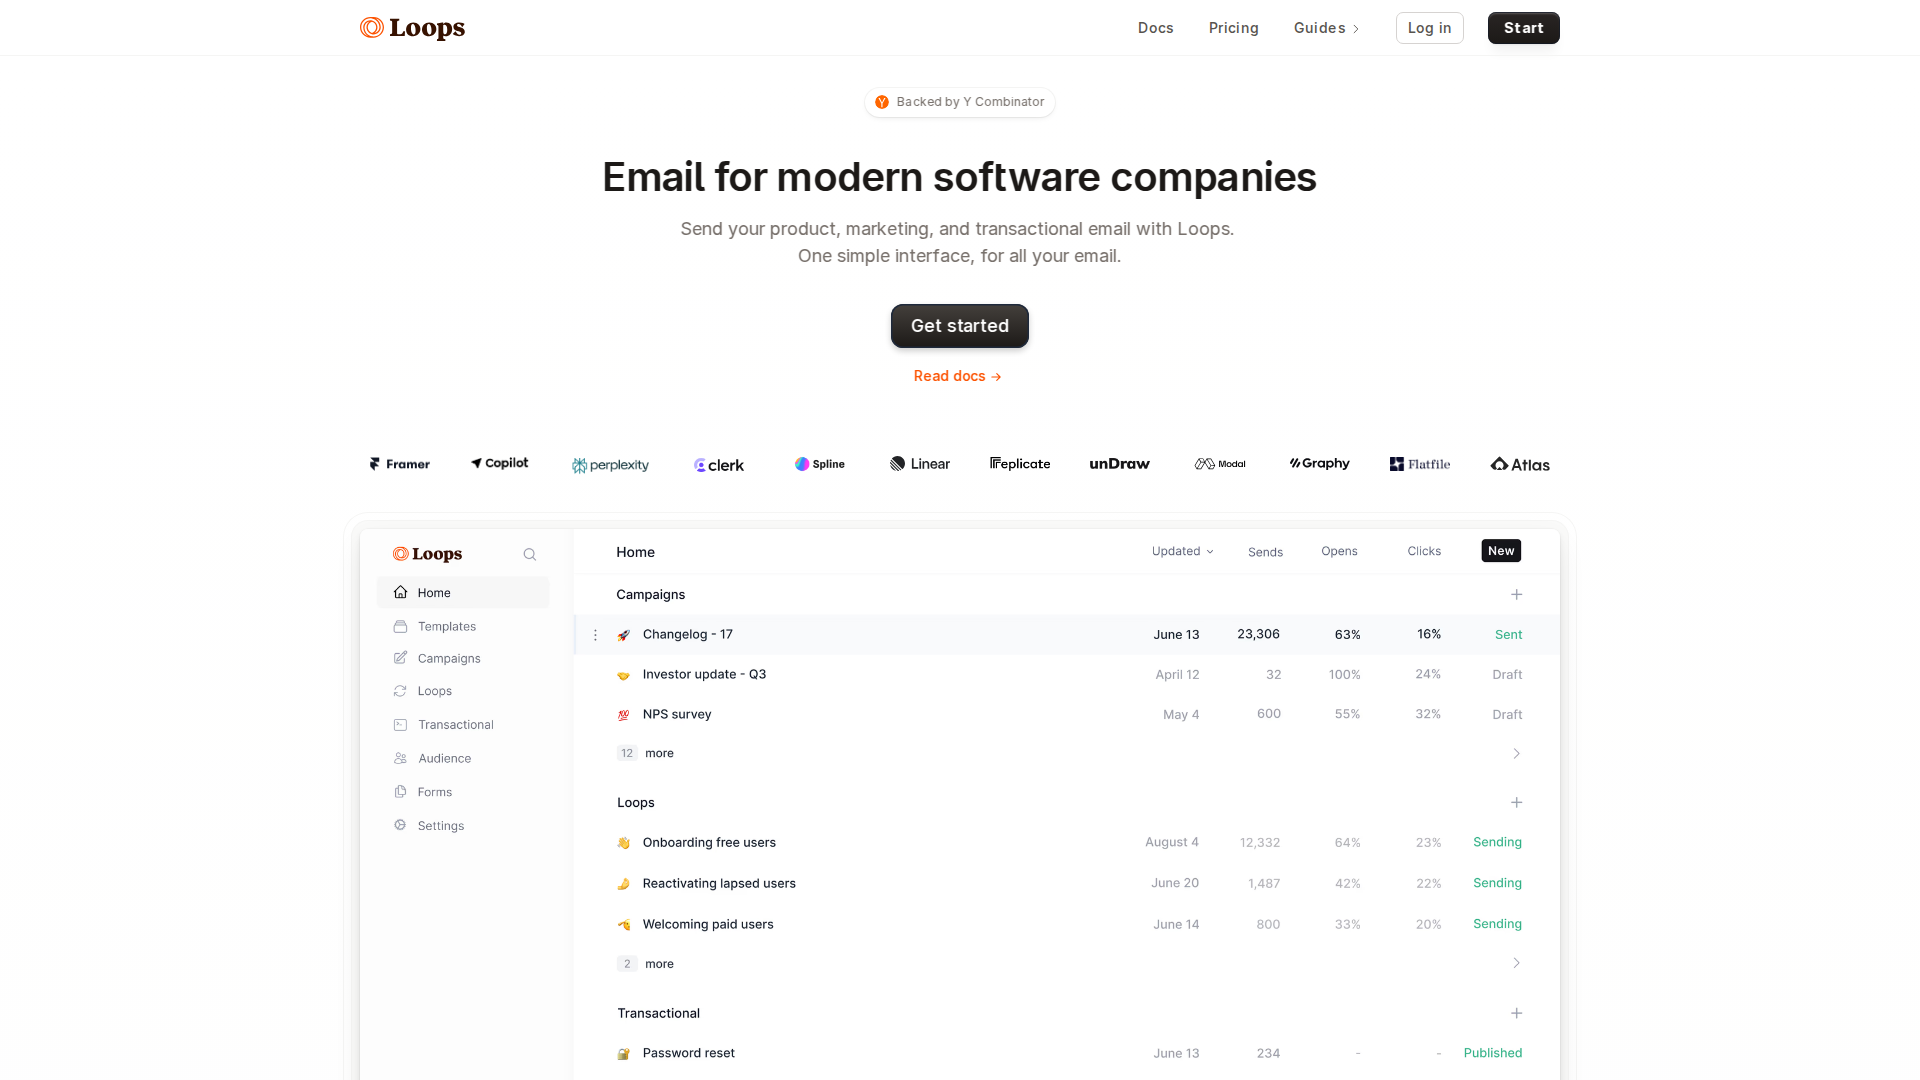 Loops
Docs Pricing Guides Log in Start
Backed by Y Combinator
Email for modern software companies
Send your product, marketing, and transactional email with Loops.
One simple interface, for all your email.
Get started
Read docs →
Framer Copilot perplexity clerk Spline Linear Replicate unDraw Modal Graphy Flatfile Atlas
Loops
Home
Templates
Campaigns
Loops
Transactional
Audience
Forms
Settings
Home Updated Sends Opens Clicks New
Campaigns
Changelog - 17 June 13 23,306 63% 16% Sent
Investor update - Q3 April 12 32 100% 24% Draft
💯 NPS survey May 4 600 55% 32% Draft
12 more
Loops
Onboarding free users August 4 12,332 64% 23% Sending
Reactivating lapsed users June 20 1,487 42% 22% Sending
Welcoming paid users June 14 800 33% 20% Sending
2 more
Transactional
Password reset June 13 234 - - Published